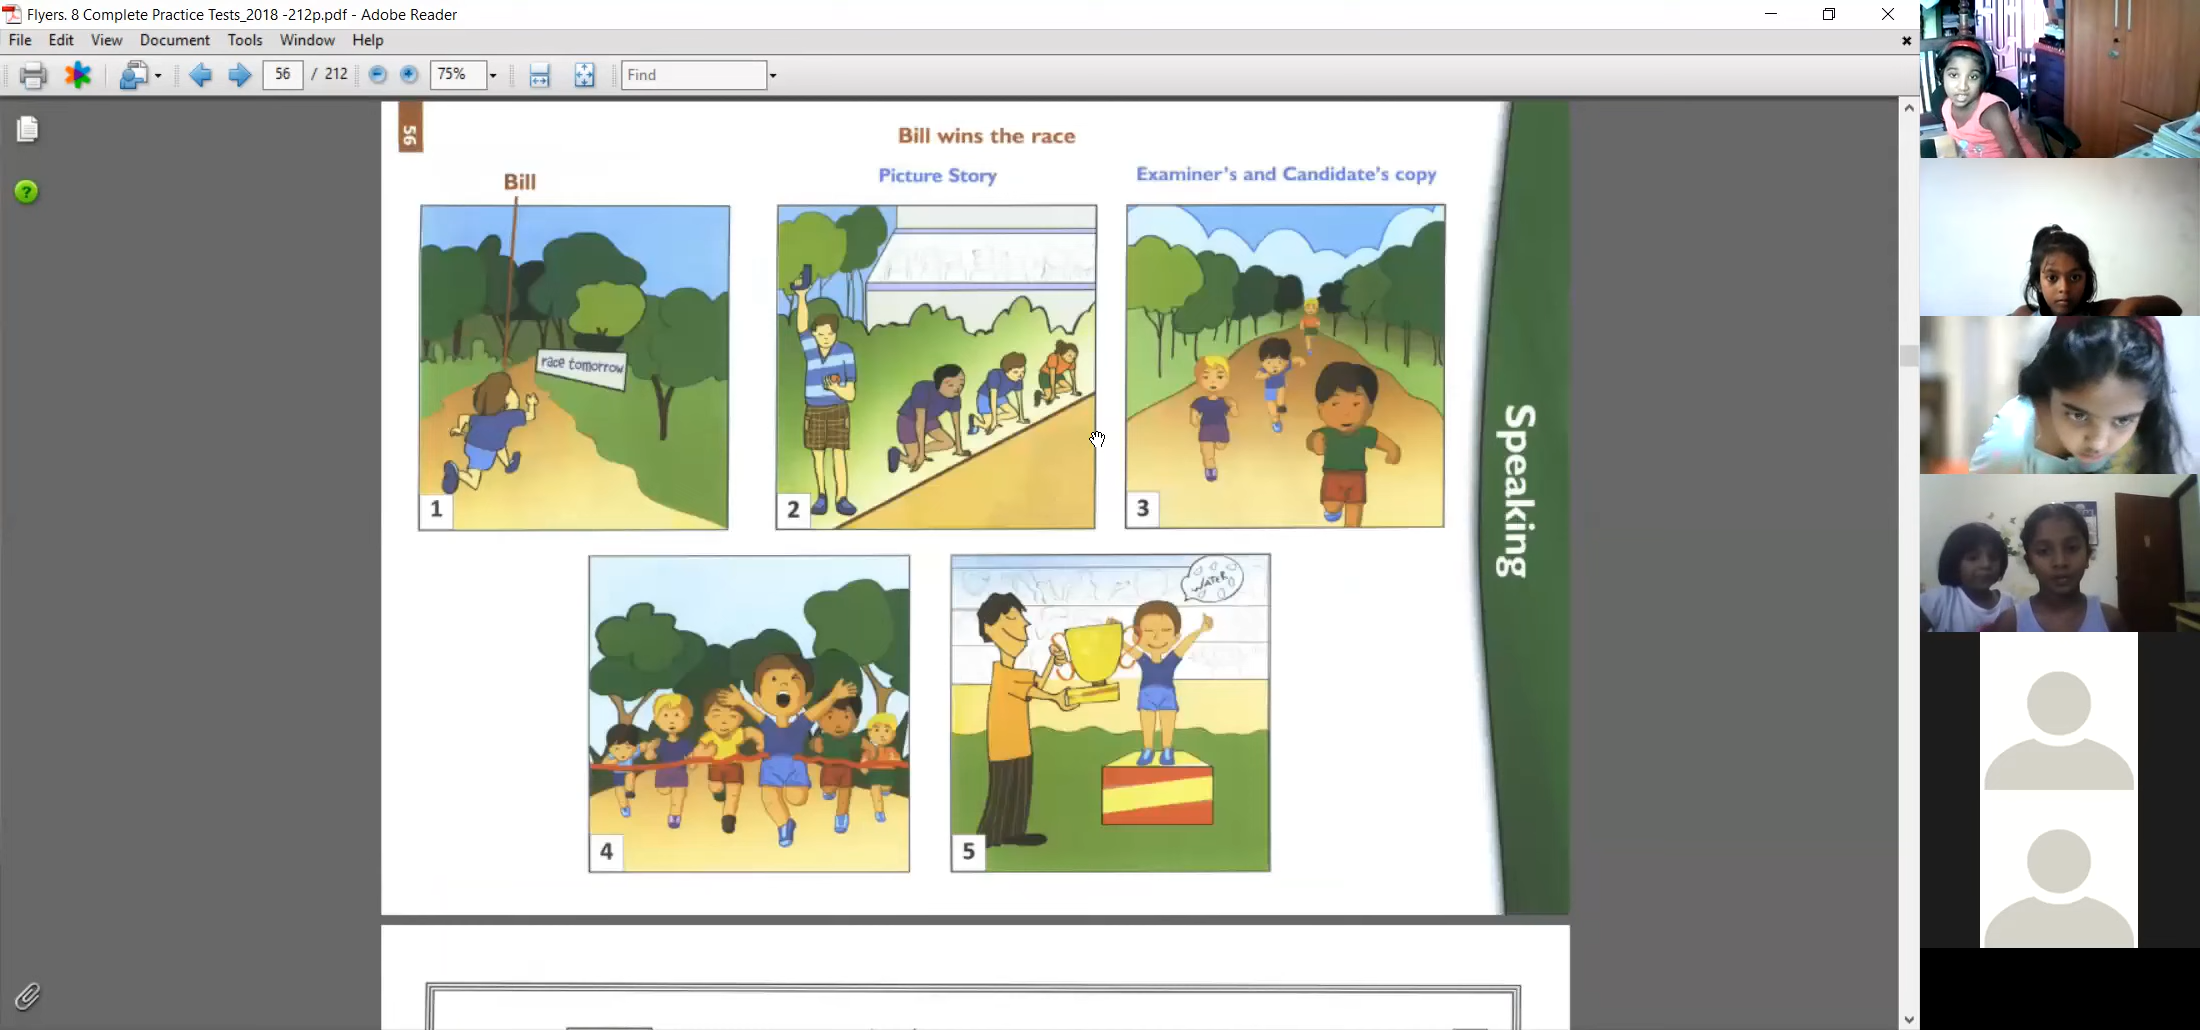 Flyers. 8 Complete Practice Tests_2018 -212p.pdf - Adobe Reader
File Edit View Document Tools Window Help
56 / 212 75% Find
56
Bill wins the race
Bill
Picture Story
Examiner's and Candidate's copy
race tomorrow
1
2
3
WATER
4
5
Speaking